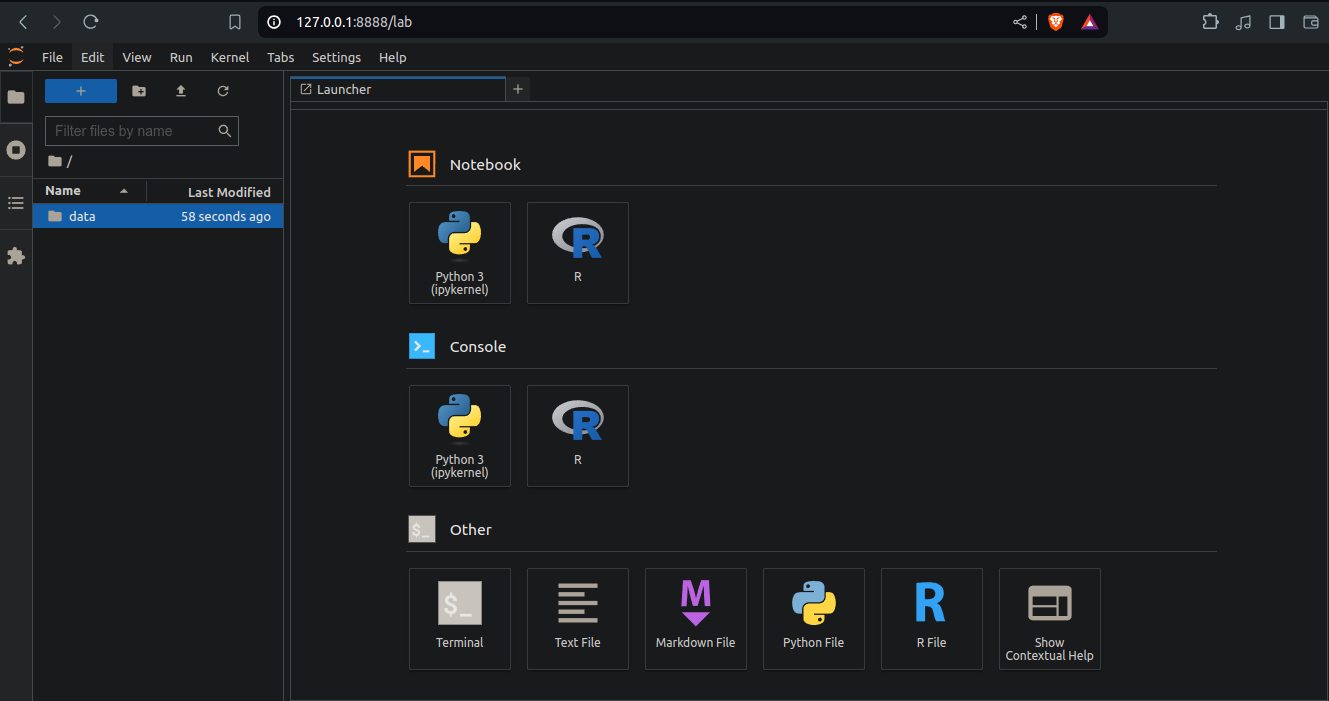 127.0.0.1:8888/lab
File Edit View Run Kernel Tabs Settings Help
Filter files by name
/
Name Last Modified
data 58 seconds ago
Launcher
Notebook
Python 3
(ipykernel)
R
Console
Python 3
(ipykernel)
R
$_ Other
$_
Terminal
Text File
M
Markdown File
Python File
R
R File
Show
Contextual Help